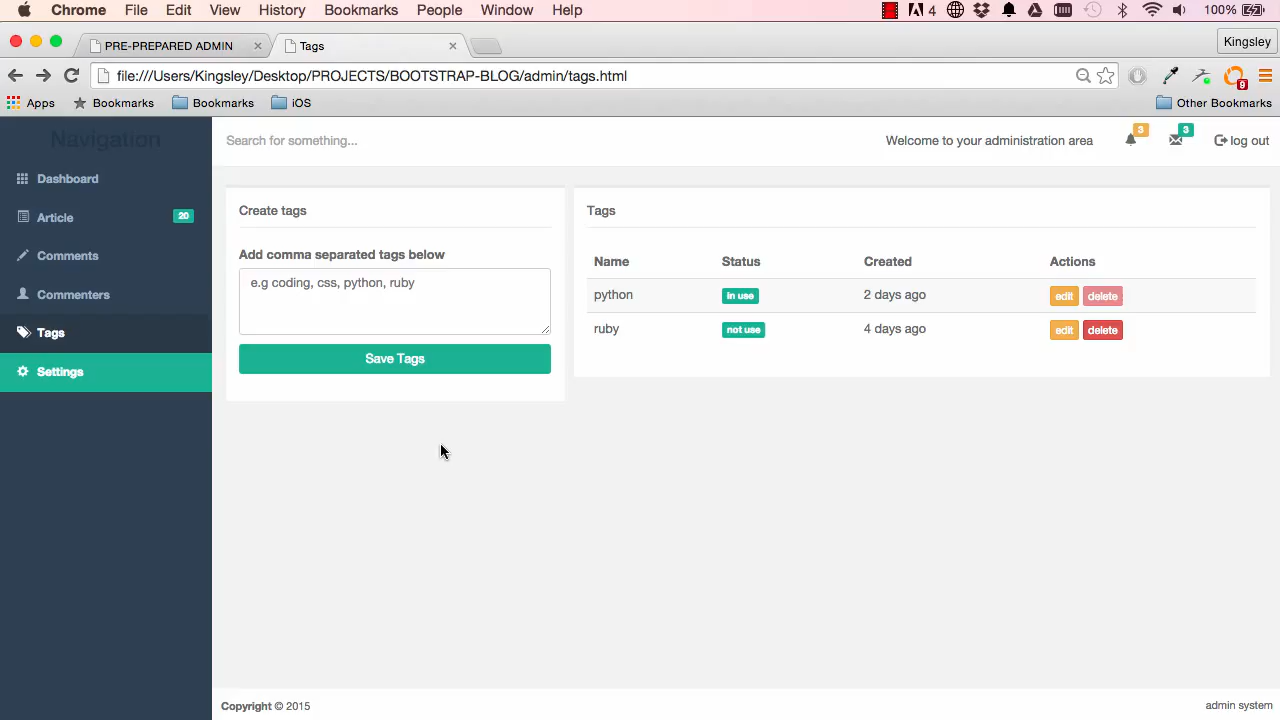 Chrome File Edit View History Bookmarks People Window Help 4 100%
PRE-PREPARED ADMIN Tags Kingsley
file:///Users/Kingsley/Desktop/PROJECTS/BOOTSTRAP-BLOG/admin/tags.html 9
Apps Bookmarks Bookmarks iOS Other Bookmarks
Navigation
Dashboard
Article 20
Comments
Commenters
Tags
Settings
Search for something... Welcome to your administration area 3 3 log out
Create tags
Add comma separated tags below
e.g coding, css, python, ruby
Save Tags
Tags
Name Status Created Actions
python in use 2 days ago edit delete
ruby not use 4 days ago edit delete
Copyright © 2015 admin system